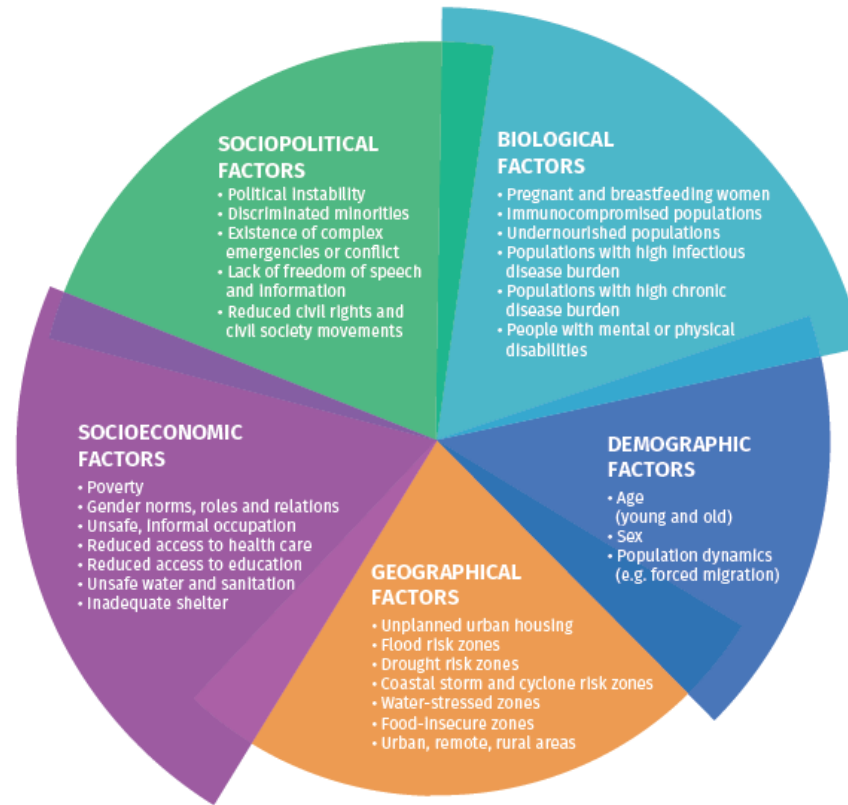 SOCIOPOLITICAL
FACTORS
• Political instability
• Discriminated minorities
• Existence of complex
emergencies or conflict
• Lack of freedom of speech
and information
• Reduced civil rights and
civil society movements
BIOLOGICAL
FACTORS
• Pregnant and breastfeeding women
• Immunocompromised populations
• Undernourished populations
• Populations with high infectious
disease burden
• Populations with high chronic
disease burden
• People with mental or physical
disabilities
SOCIOECONOMIC
FACTORS
• Poverty
• Gender norms, roles and relations
• Unsafe, informal occupation
• Reduced access to health care
• Reduced access to education
• Unsafe water and sanitation
• Inadequate shelter
DEMOGRAPHIC
FACTORS
• Age
(young and old)
• Sex
• Population dynamics
(e.g. forced migration)
GEOGRAPHICAL
FACTORS
• Unplanned urban housing
• Flood risk zones
• Drought risk zones
• Coastal storm and cyclone risk zones
• Water-stressed zones
• Food-insecure zones
• Urban, remote, rural areas